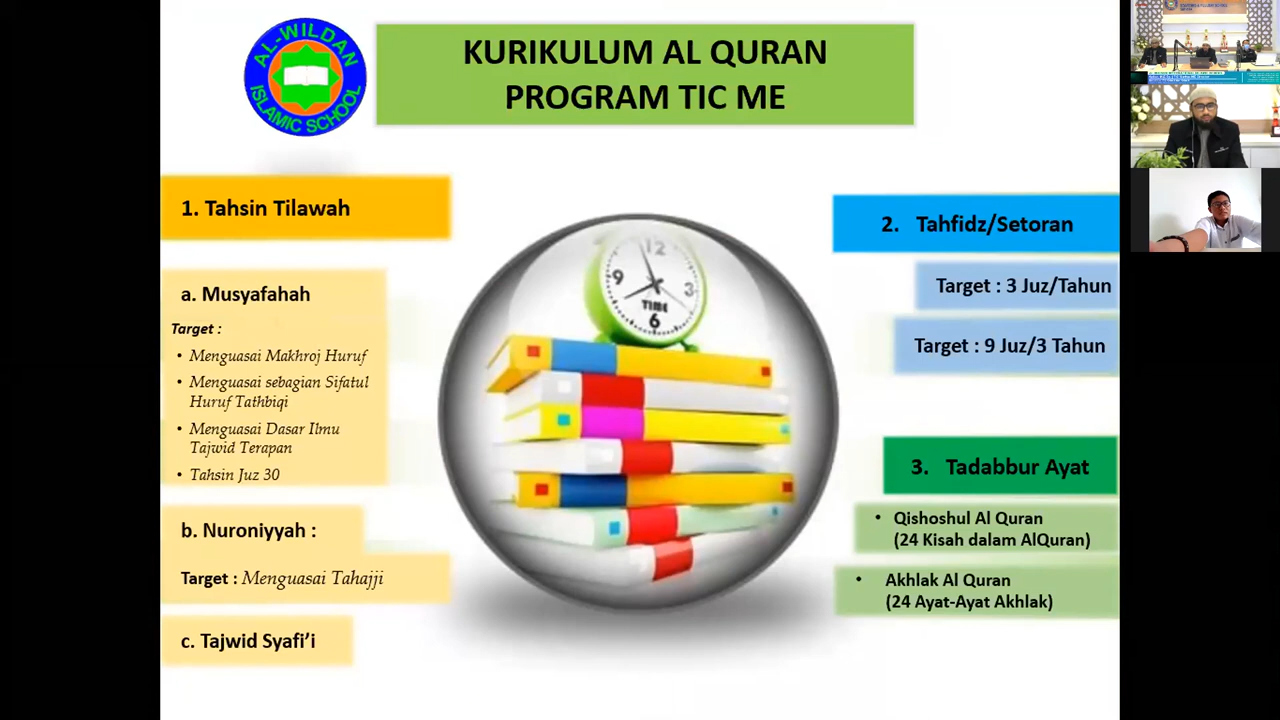 AL-WILDAN
ISLAMIC SCHOOL
KURIKULUM AL QURAN
PROGRAM TIC ME
1. Tahsin Tilawah
a. Musyafahah
Target :
• Menguasai Makhroj Huruf
• Menguasai sebagian Sifatul
Huruf Tathbiqi
• Menguasai Dasar Ilmu
Tajwid Terapan
• Tahsin Juz 30
b. Nuroniyyah :
Target : Menguasai Tahajji
c. Tajwid Syafi'i
12
9
3
TIME
6
2. Tahfidz/Setoran
Target : 3 Juz/Tahun
Target : 9 Juz/3 Tahun
3. Tadabbur Ayat
• Qishoshul Al Quran
(24 Kisah dalam AlQuran)
• Akhlak Al Quran
(24 Ayat-Ayat Akhlak)